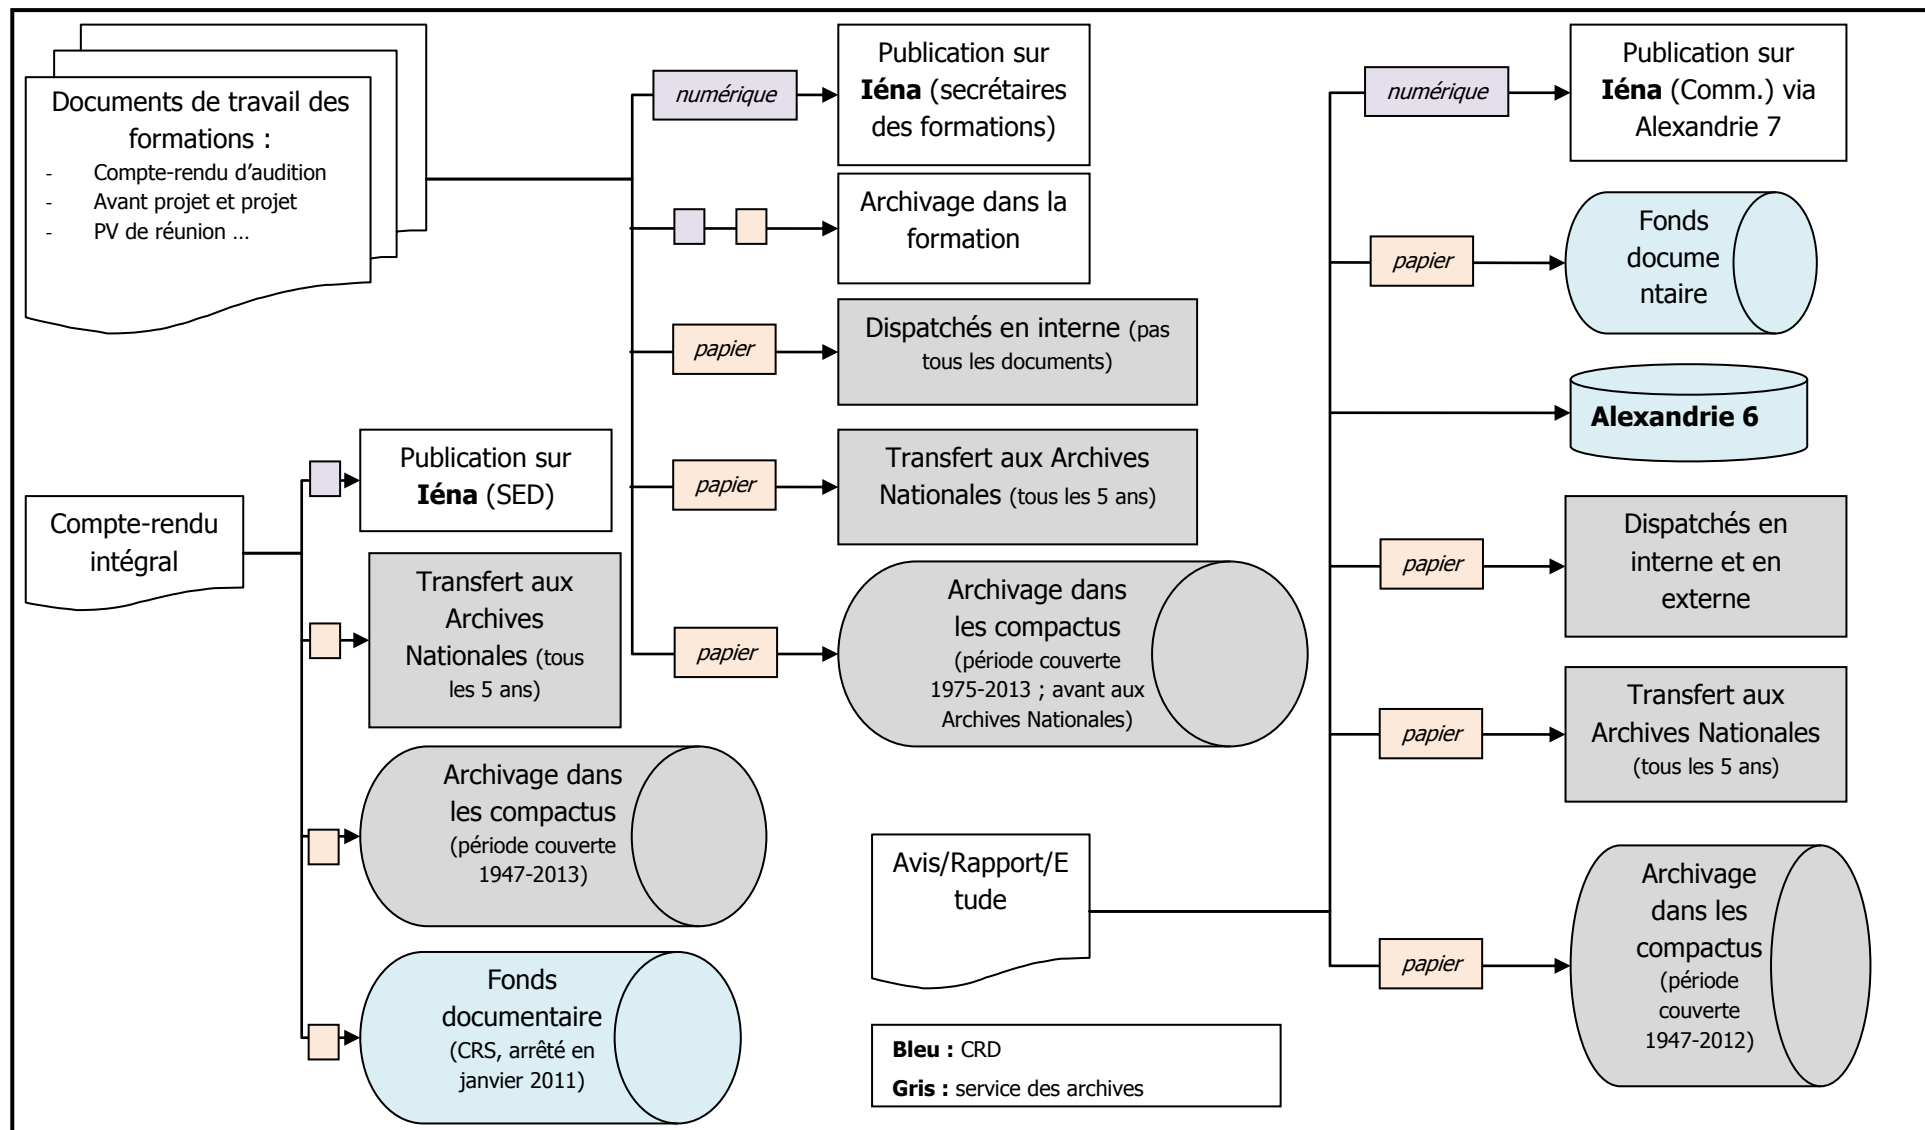 Documents de travail des
formations :
- Compte-rendu d’audition
- Avant projet et projet
- PV de réunion ...
numérique
Publication sur
Iéna (secrétaires
des formations)
Archivage dans la
formation
papier
Dispatchés en interne (pas
tous les documents)
papier
Transfert aux Archives
Nationales (tous les 5 ans)
papier
Archivage dans
les compactus
(période couverte
1975-2013 ; avant aux
Archives Nationales)
Compte-rendu
intégral
Publication sur
Iéna (SED)
Transfert aux
Archives
Nationales (tous
les 5 ans)
Archivage dans
les compactus
(période couverte
1947-2013)
Fonds
documentaire
(CRS, arrêté en
janvier 2011)
Avis/Rapport/E
tude
numérique
Publication sur
Iéna (Comm.) via
Alexandrie 7
papier
Fonds
docume
ntaire
Alexandrie 6
papier
Dispatchés en
interne et en
externe
papier
Transfert aux
Archives Nationales
(tous les 5 ans)
papier
Archivage
dans les
compactus
(période
couverte
1947-2012)
Bleu : CRD
Gris : service des archives